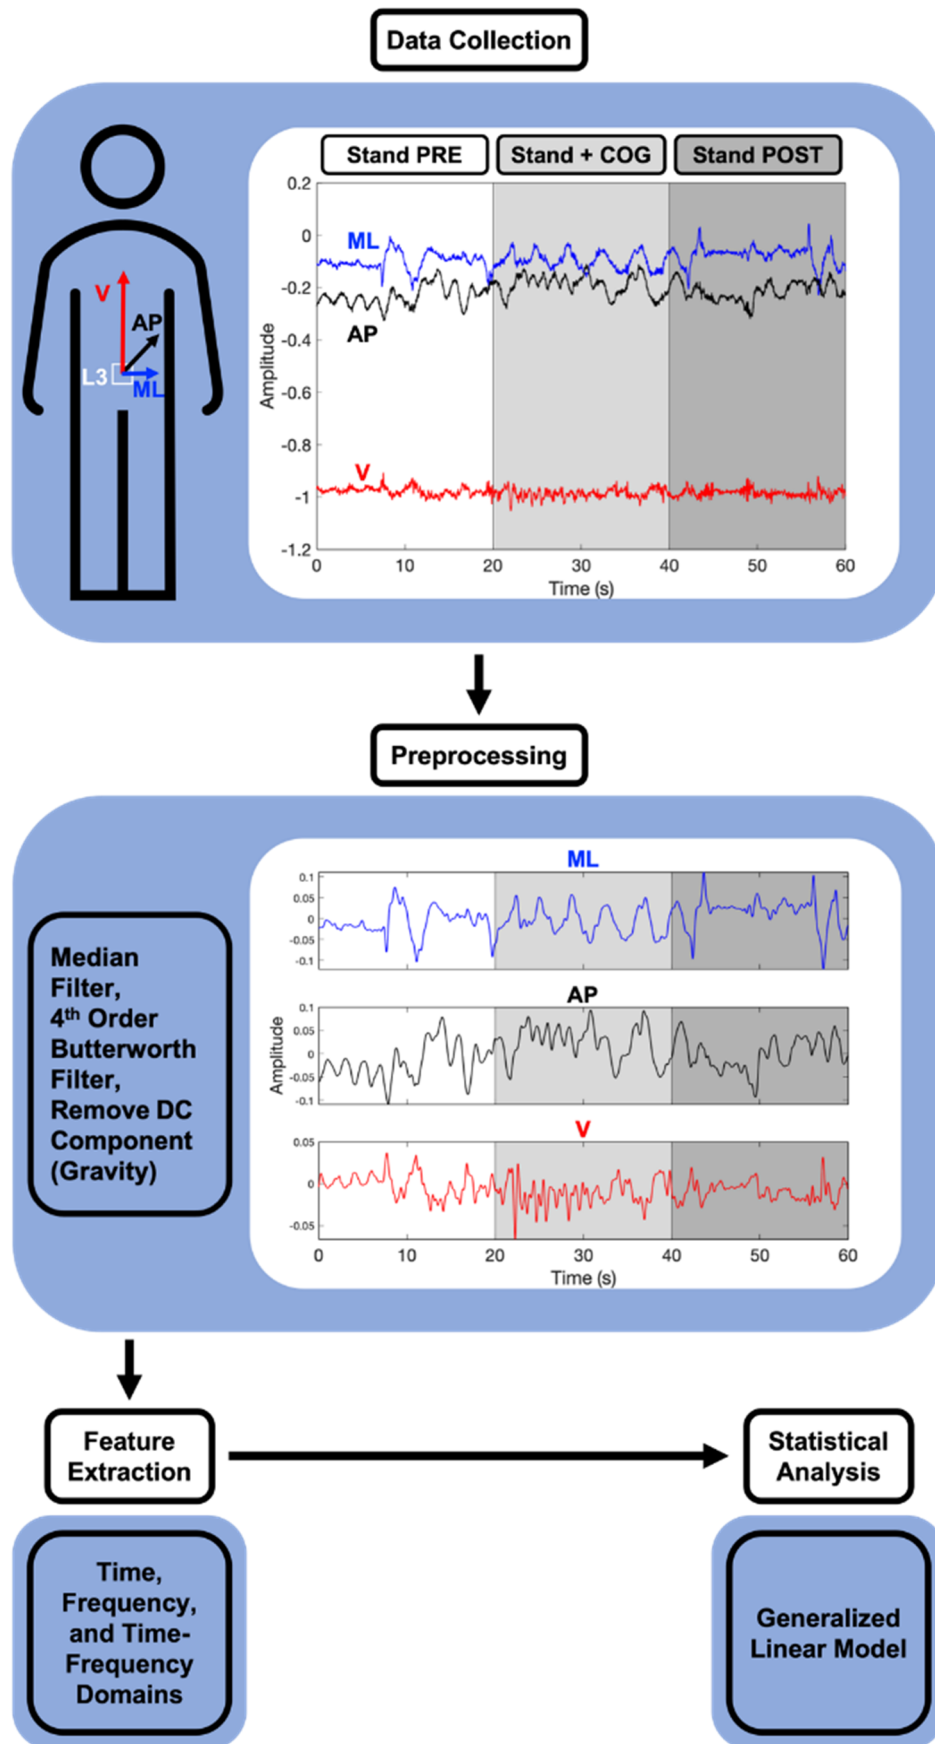 Data Collection
Stand PRE
Stand + COG
Stand POST
V
AP
L3
ML
ML
AP
V
Amplitude
0.2
0
-0.2
-0.4
-0.6
-0.8
-1
-1.2
0
10
20
30
40
50
60
Time (s)
Preprocessing
Median
Filter,
4th Order
Butterworth
Filter,
Remove DC
Component
(Gravity)
ML
0.1
0.05
0
-0.05
-0.1
AP
Amplitude
0.1
0.05
0
-0.05
-0.1
V
0.05
0
-0.05
0
10
20
30
40
50
60
Time (s)
Feature
Extraction
Statistical
Analysis
Time,
Frequency,
and Time-
Frequency
Domains
Generalized
Linear Model